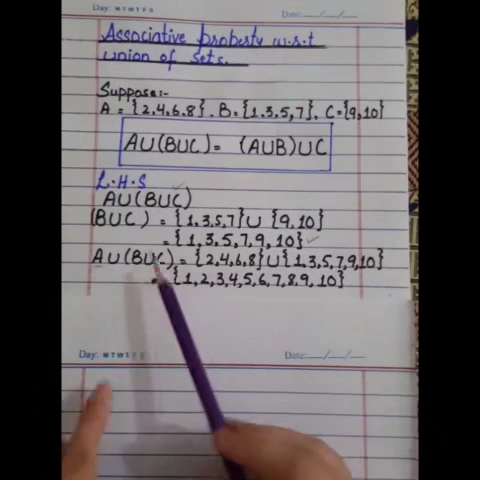 Day: M T W T F S Date: __/__/__
Associative property w.r.t
union of sets.
Suppose:-
A = {2,4,6,8}. B={1,3,5,7}. C={9,10}
AU(BUC) = (AUB)UC
L.H.S
AU(BUC)
(BUC) = {1,3,5,7} U {9,10}
= {1,3,5,7,9,10}
AU(BUC) = {2,4,6,8} U {1,3,5,7,9,10}
= {1,2,3,4,5,6,7,8,9,10}
Day: M T W T F S Date: __/__/__